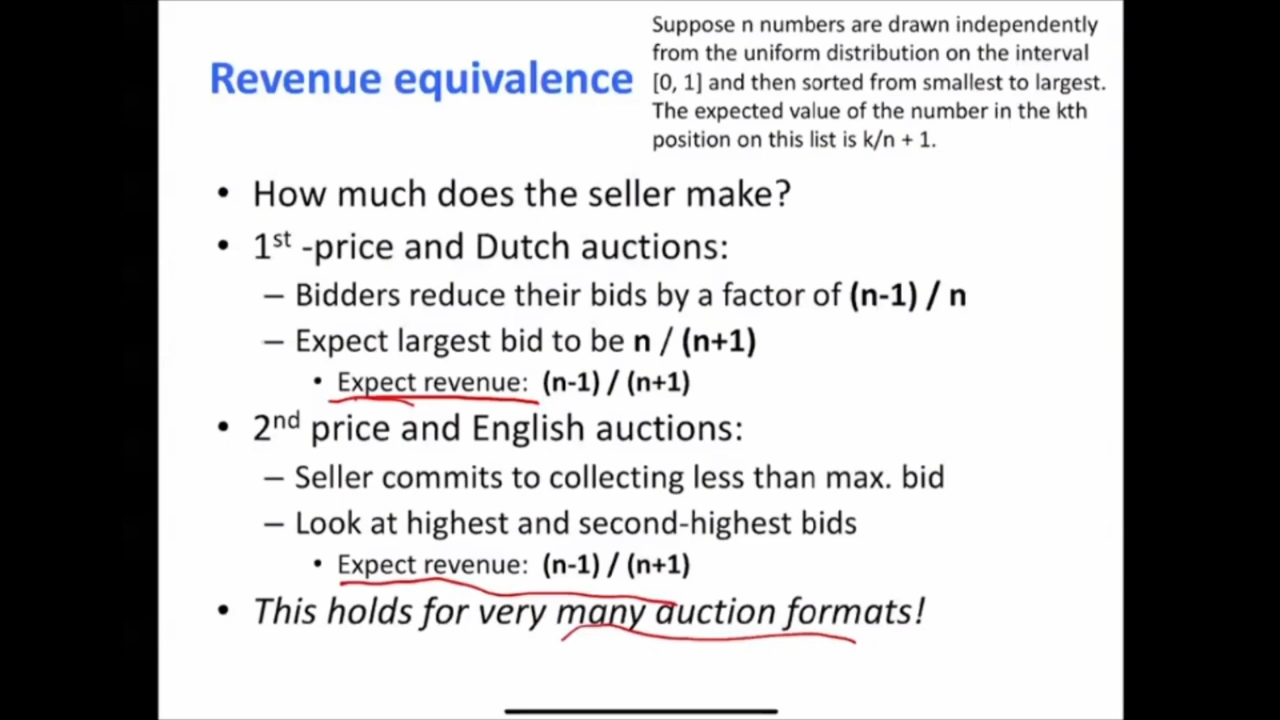 Revenue equivalence
Suppose n numbers are drawn independently
from the uniform distribution on the interval
[0, 1] and then sorted from smallest to largest.
The expected value of the number in the kth
position on this list is k/n + 1.
• How much does the seller make?
• 1st -price and Dutch auctions:
– Bidders reduce their bids by a factor of (n-1) / n
– Expect largest bid to be n / (n+1)
• Expect revenue: (n-1) / (n+1)
• 2nd price and English auctions:
– Seller commits to collecting less than max. bid
– Look at highest and second-highest bids
• Expect revenue: (n-1) / (n+1)
• This holds for very many auction formats!